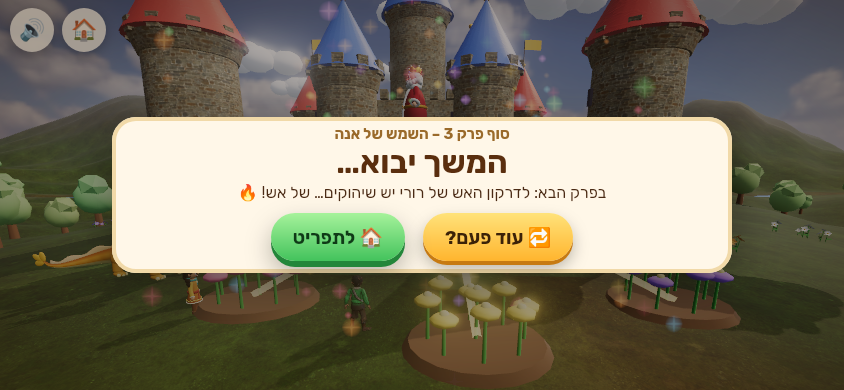 סוף פרק 3 – השמש של אנה
המשך יבוא...
בפרק הבא: לדרקון האש של רורי יש שיהוקים... של אש! 🔥
🔁 עוד פעם?
🏠 לתפריט